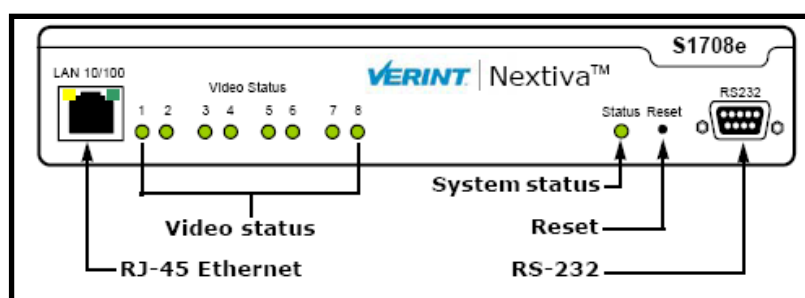 S1708e
LAN 10/100
Video Status
VERINT Nextiva™
RS232
1 2 3 4 5 6 7 8
Status Reset
System status
Video status
Reset
RJ-45 Ethernet
RS-232